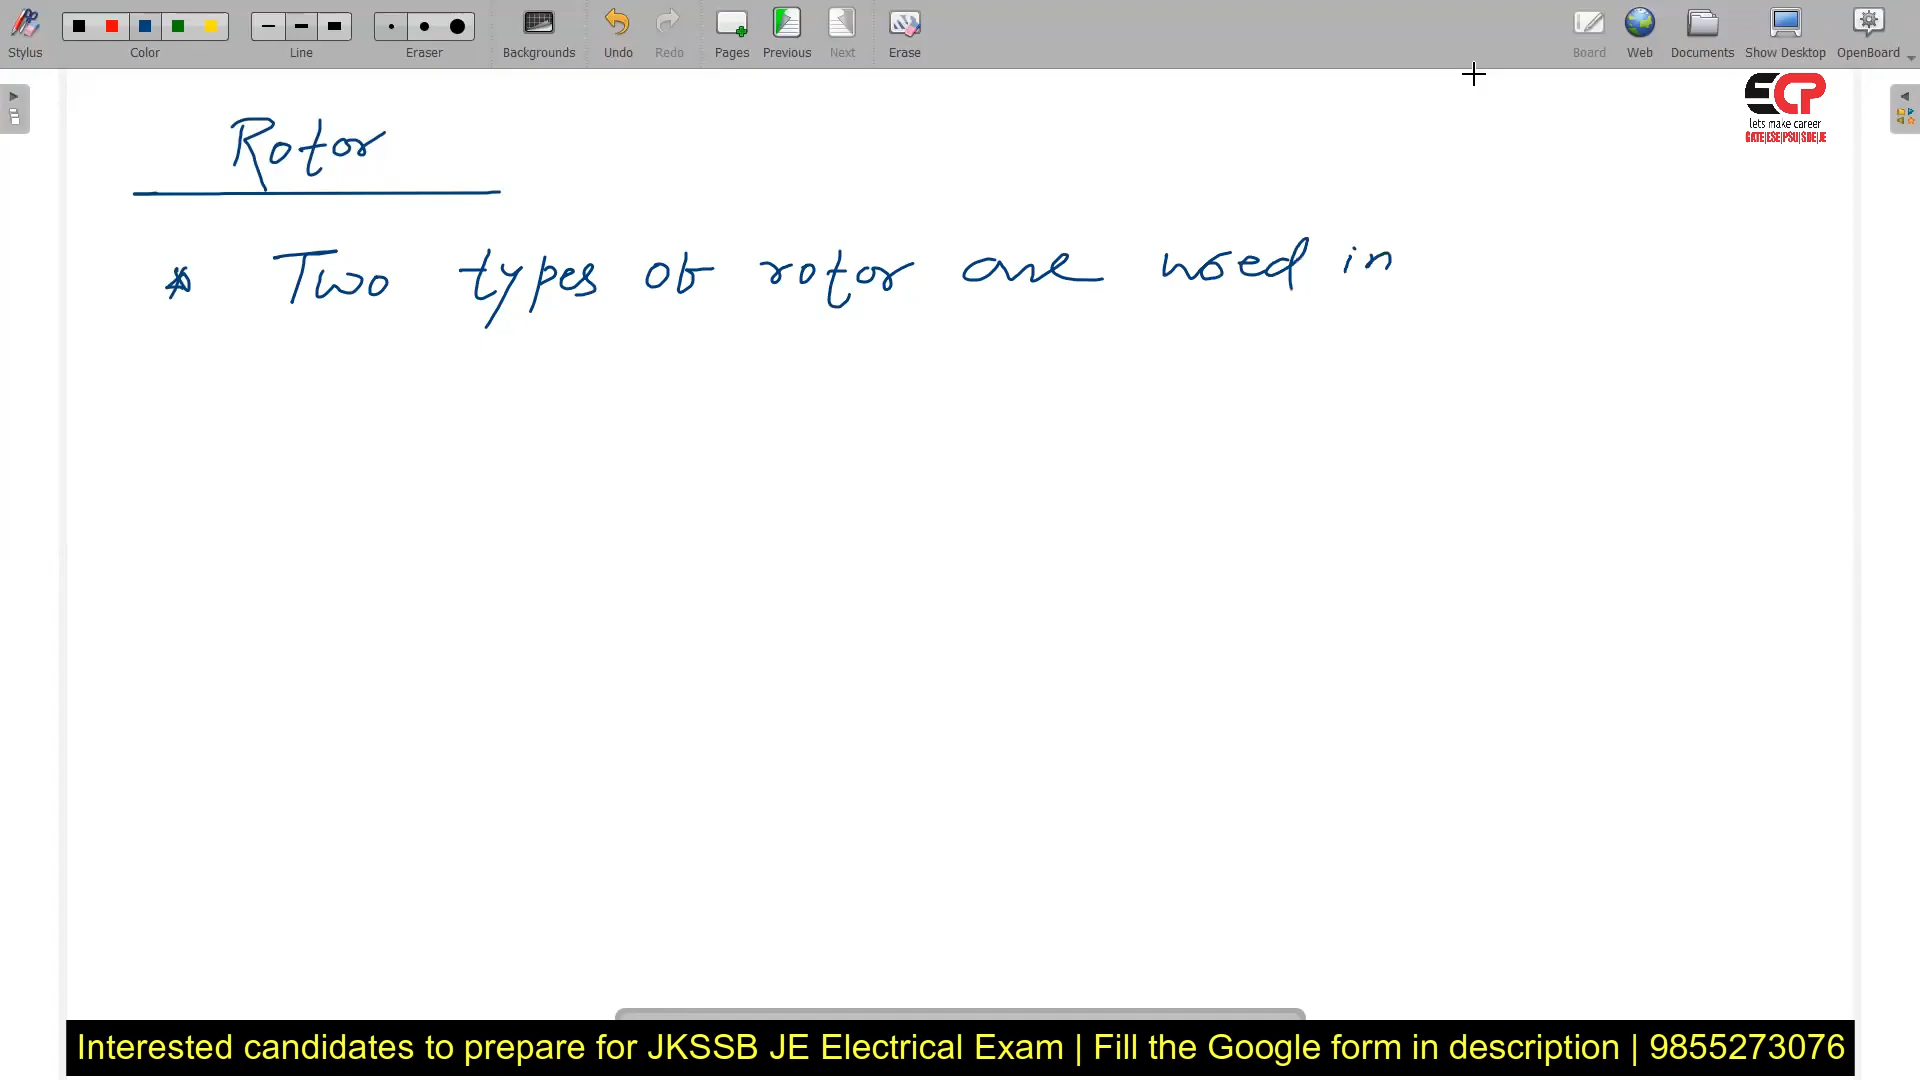 Stylus Color Line Eraser Backgrounds Undo Redo Pages Previous Next Erase Board Web Documents Show Desktop OpenBoard
ECP
lets make career
GATE|ESE|PSU|SDE|JE
Rotor
* Two types of rotor are used in
Interested candidates to prepare for JKSSB JE Electrical Exam | Fill the Google form in description | 9855273076